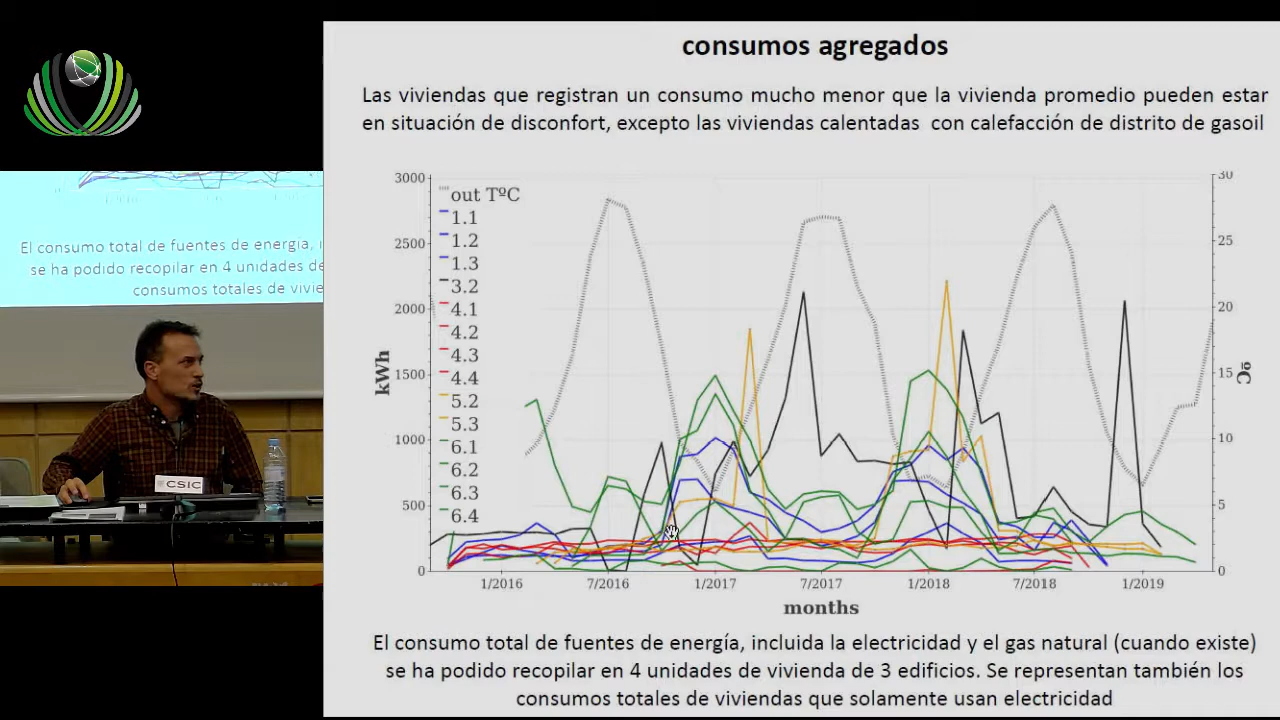 consumos agregados
Las viviendas que registran un consumo mucho menor que la vivienda promedio pueden estar
en situación de disconfort, excepto las viviendas calentadas con calefacción de distrito de gasoil
3000
2500
2000
1500
1000
500
0
kWh
out TºC
1.1
1.2
1.3
3.2
4.1
4.2
4.3
4.4
5.2
5.3
6.1
6.2
6.3
6.4
30
25
20
15
10
5
0
ºC
1/2016
7/2016
1/2017
7/2017
1/2018
7/2018
1/2019
months
El consumo total de fuentes de energía, incluida la electricidad y el gas natural (cuando existe)
se ha podido recopilar en 4 unidades de vivienda de 3 edificios. Se representan también los
consumos totales de viviendas que solamente usan electricidad
El consumo total de fuentes de energía,
se ha podido recopilar en 4 unidades de
consumos totales de vivie
CSIC